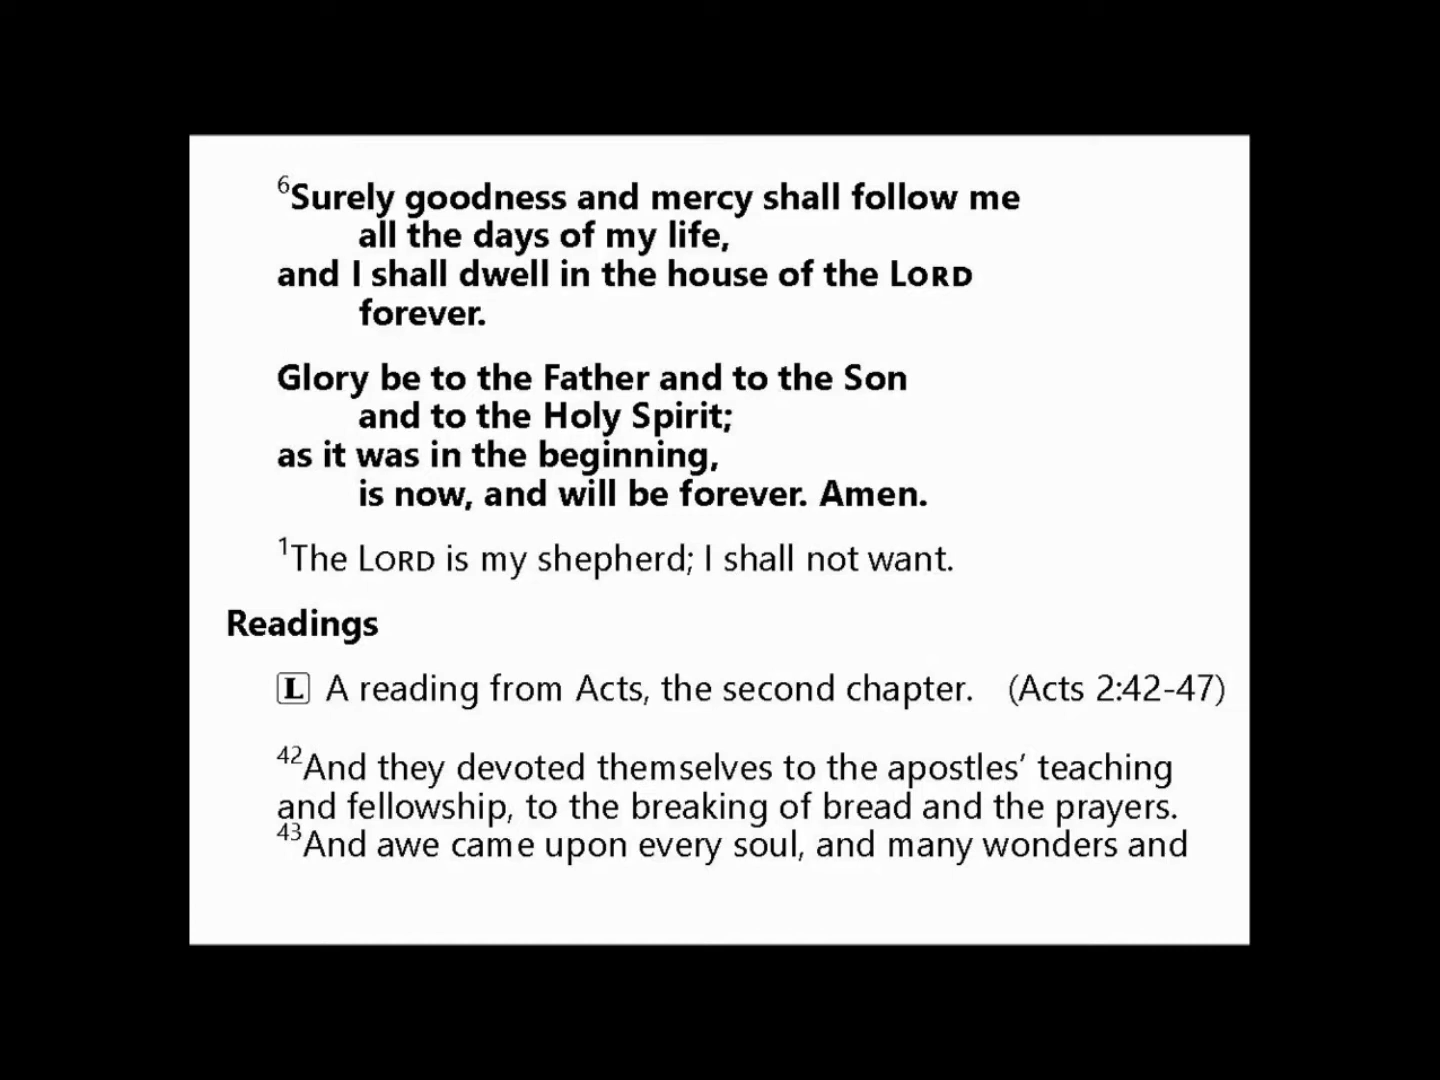 6Surely goodness and mercy shall follow me
all the days of my life,
and I shall dwell in the house of the LORD
forever.
Glory be to the Father and to the Son
and to the Holy Spirit;
as it was in the beginning,
is now, and will be forever. Amen.
1The LORD is my shepherd; I shall not want.
Readings
L A reading from Acts, the second chapter. (Acts 2:42-47)
42And they devoted themselves to the apostles’ teaching
and fellowship, to the breaking of bread and the prayers.
43And awe came upon every soul, and many wonders and